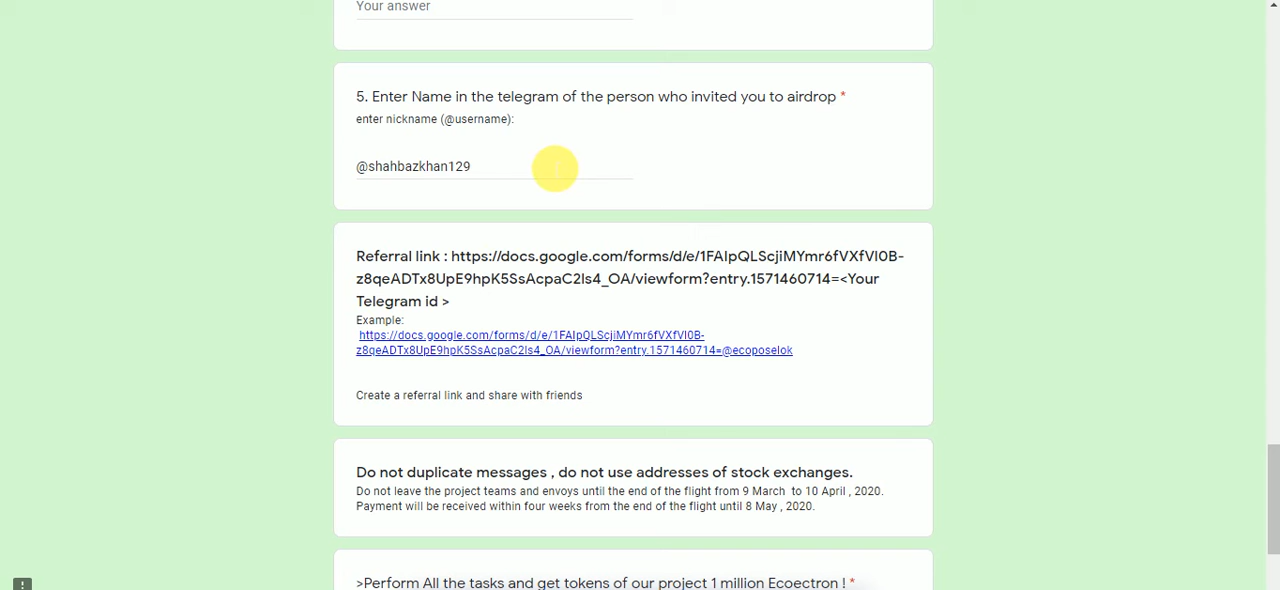 Your answer
5. Enter Name in the telegram of the person who invited you to airdrop *
enter nickname (@username):
@shahbazkhan129
Referral link : https://docs.google.com/forms/d/e/1FAIpQLScjiMYmr6fVXfVI0B-
z8qeADTx8UpE9hpK5SsAcpaC2Is4_OA/viewform?entry.1571460714=<Your
Telegram id >
Example:
https://docs.google.com/forms/d/e/1FAIpQLScjiMYmr6fVXfVI0B-
z8qeADTx8UpE9hpK5SsAcpaC2Is4_OA/viewform?entry.1571460714=@ecoposelok
Create a referral link and share with friends
Do not duplicate messages , do not use addresses of stock exchanges.
Do not leave the project teams and envoys until the end of the flight from 9 March  to 10 April , 2020.
Payment will be received within four weeks from the end of the flight until 8 May , 2020.
>Perform All the tasks and get tokens of our project 1 million Ecoectron ! *